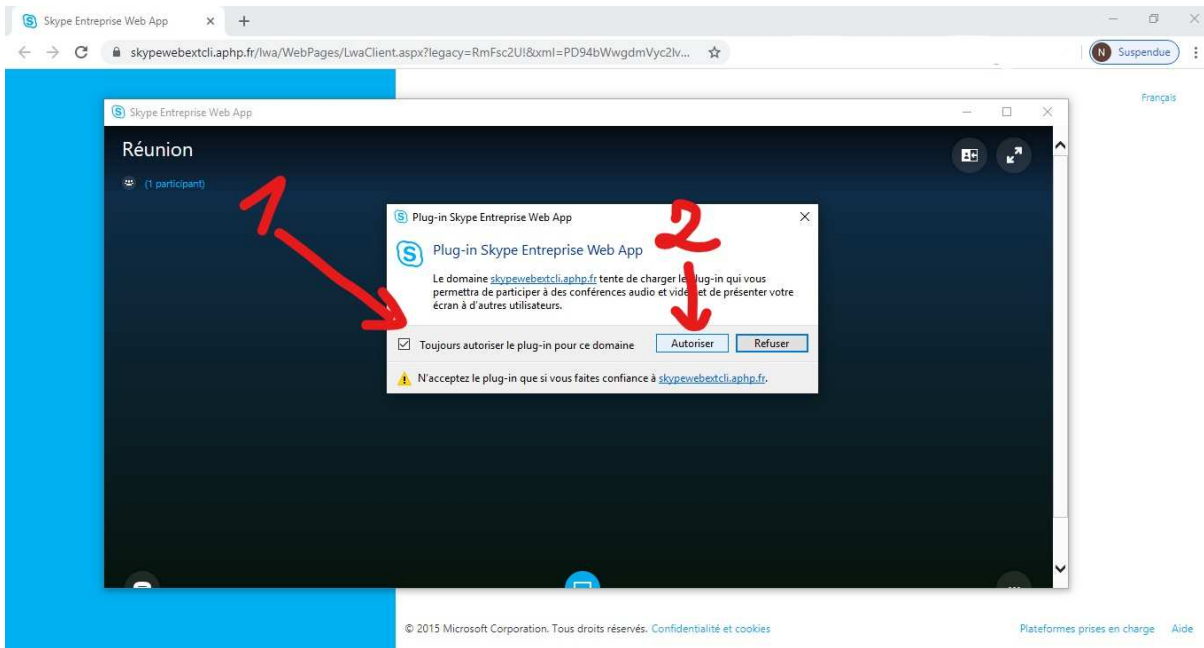 Skype Entreprise Web App
skypewebextcli.aphp.fr/lwa/WebPages/LwaClient.aspx?legacy=RmFsc2U!&xml=PD94bWwgdmVyc2lv...
N Suspendue
Français
Skype Entreprise Web App
Réunion
(1 participant)
1
2
Plug-in Skype Entreprise Web App
Plug-in Skype Entreprise Web App
Le domaine skypewebextcli.aphp.fr tente de charger le plug-in qui vous
permettra de participer à des conférences audio et vidéo et de présenter votre
écran à d'autres utilisateurs.
Toujours autoriser le plug-in pour ce domaine
Autoriser
Refuser
N'acceptez le plug-in que si vous faites confiance à skypewebextcli.aphp.fr.
© 2015 Microsoft Corporation. Tous droits réservés. Confidentialité et cookies
Plateformes prises en charge Aide